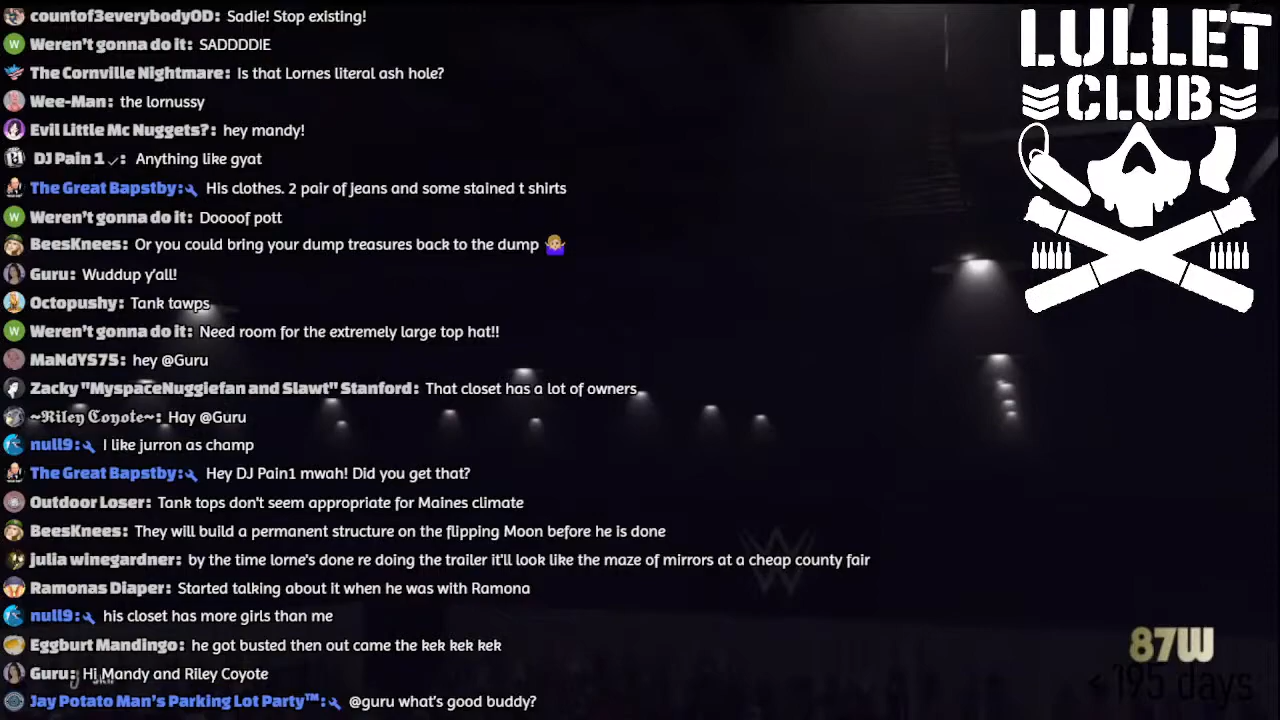 countof3everybodyOD: Sadie! Stop existing!
Weren't gonna do it: SADDDDIE
The Cornville Nightmare: Is that Lornes literal ash hole?
Wee-Man: the lornussy
Evil Little Mc Nuggets?: hey mandy!
DJ Pain 1 ✓: Anything like gyat
The Great Bapstby: His clothes. 2 pair of jeans and some stained t shirts
Weren't gonna do it: Doooof pott
BeesKnees: Or you could bring your dump treasures back to the dump 🤷🏼‍♀️
Guru: Wuddup y'all!
Octopushy: Tank tawps
Weren't gonna do it: Need room for the extremely large top hat!!
MaNdYS75: hey @Guru
Zacky "MyspaceNuggiefan and Slawt" Stanford: That closet has a lot of owners
~𝕽𝖎𝖑𝖊𝖞 𝕮𝖔𝖞𝖔𝖙𝖊~: Hay @Guru
null9: I like jurron as champ
The Great Bapstby: Hey DJ Pain1 mwah! Did you get that?
Outdoor Loser: Tank tops don't seem appropriate for Maines climate
BeesKnees: They will build a permanent structure on the flipping Moon before he is done
julia winegardner: by the time lorne's done re doing the trailer it'll look like the maze of mirrors at a cheap county fair
Ramonas Diaper: Started talking about it when he was with Ramona
null9: his closet has more girls than me
Eggburt Mandingo: he got busted then out came the kek kek kek
Guru: Hi Mandy and Riley Coyote
Jay Potato Man's Parking Lot Party™: @guru what's good buddy?
LULLET
CLUB
W
87W
< 195 days